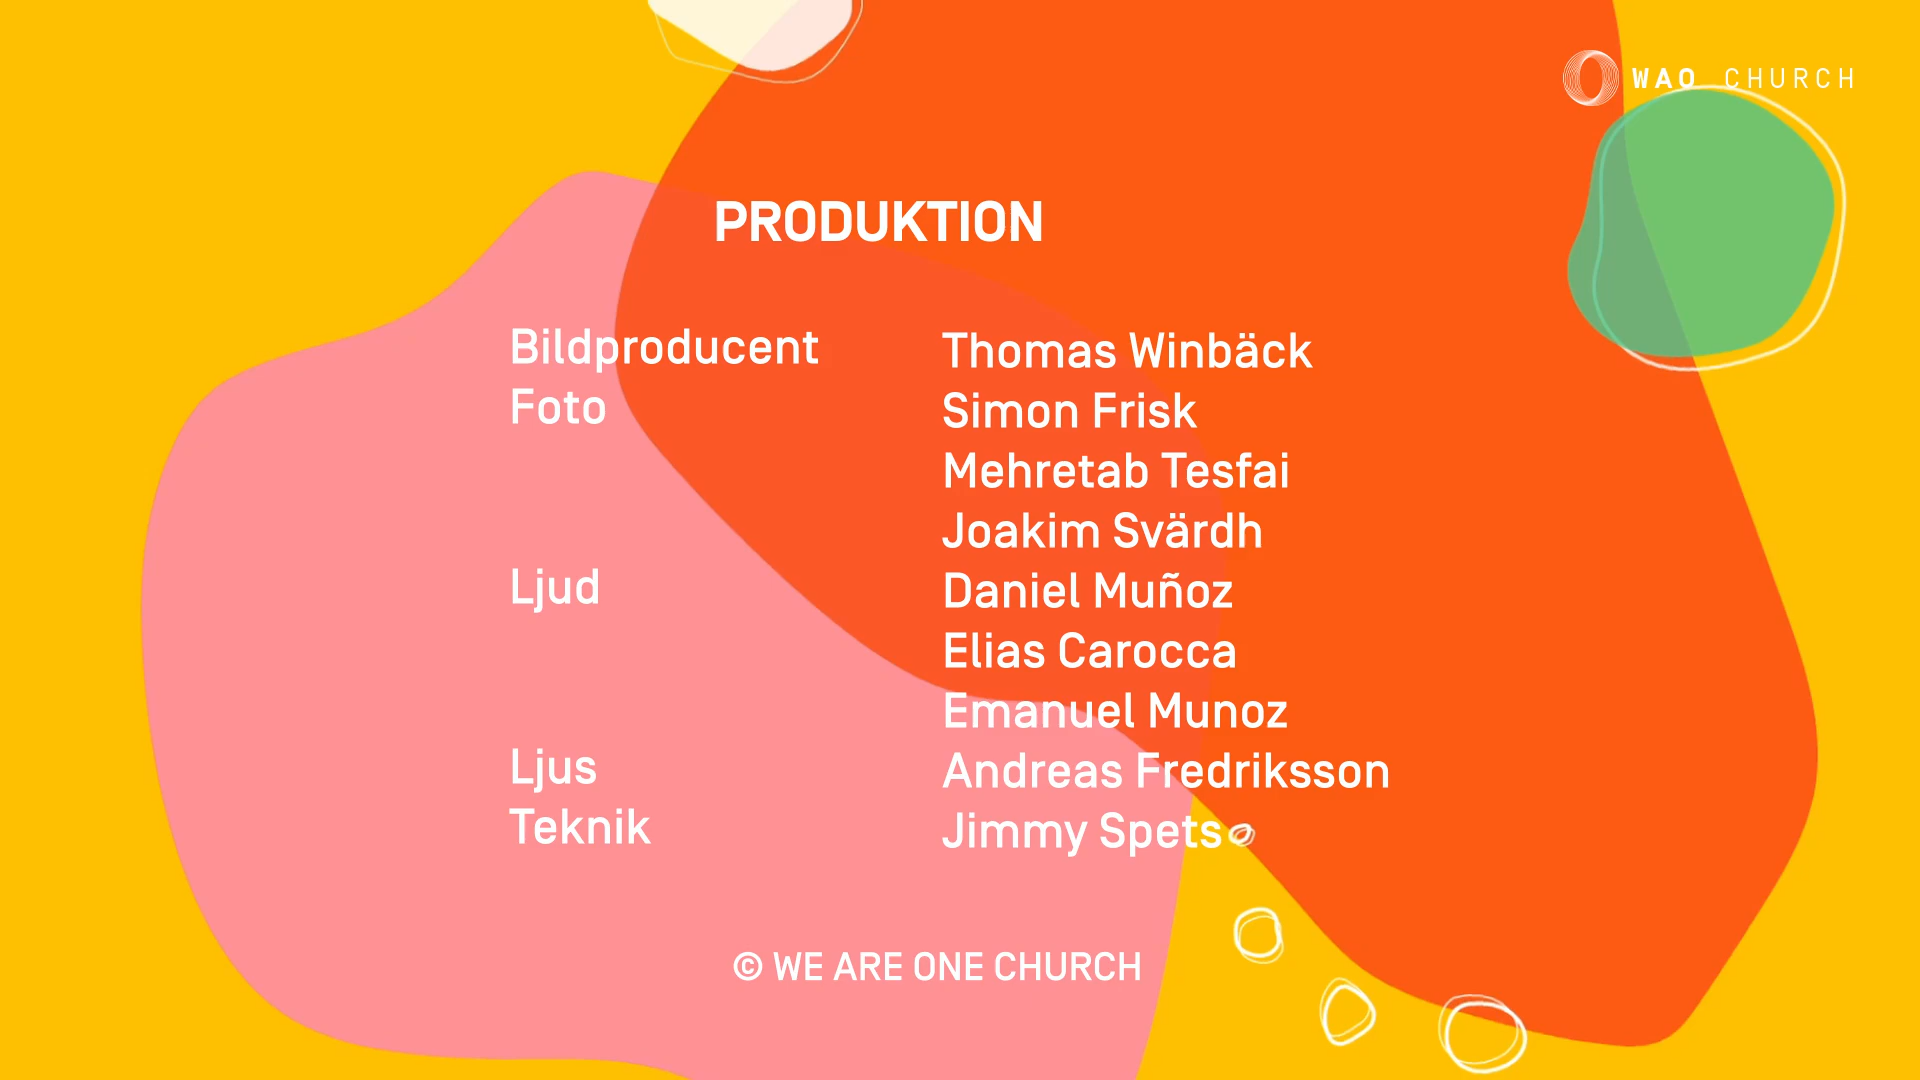 WAO CHURCH
PRODUKTION
Bildproducent Thomas Winbäck
Foto Simon Frisk
Mehretab Tesfai
Joakim Svärdh
Ljud Daniel Muñoz
Elias Carocca
Emanuel Munoz
Ljus Andreas Fredriksson
Teknik Jimmy Spets
© WE ARE ONE CHURCH